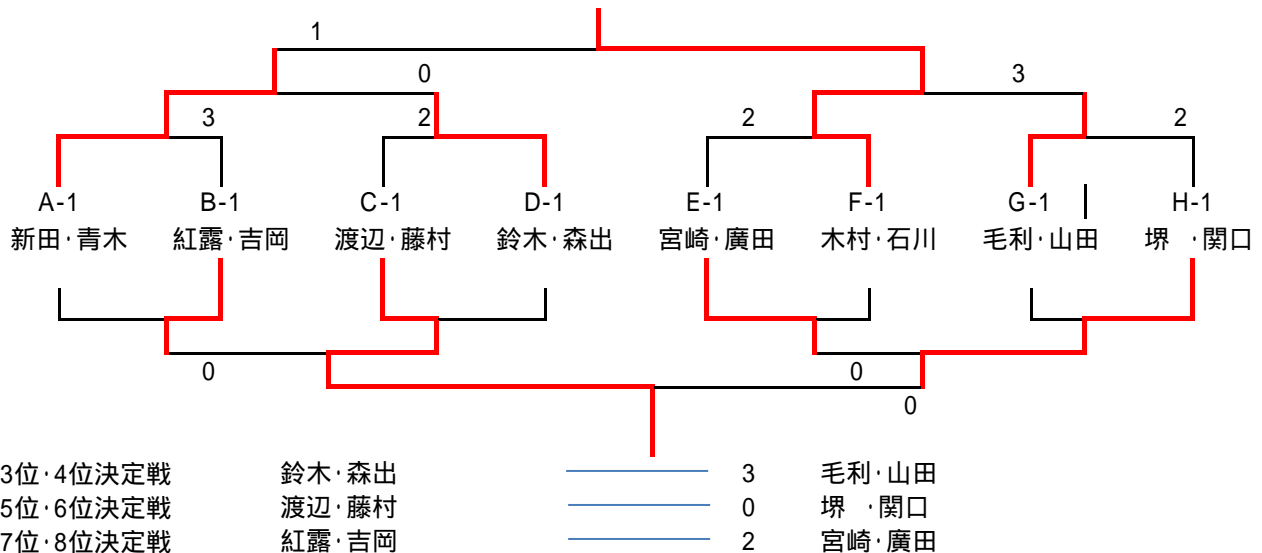 1
0 3
3 2 2 2
A-1 B-1 C-1 D-1 E-1 F-1 G-1 H-1
新田・青木 紅露・吉岡 渡辺・藤村 鈴木・森出 宮崎・廣田 木村・石川 毛利・山田 堺　・関口
0 0
0
3位・4位決定戦 鈴木・森出 3 毛利・山田
5位・6位決定戦 渡辺・藤村 0 堺　・関口
7位・8位決定戦 紅露・吉岡 2 宮崎・廣田